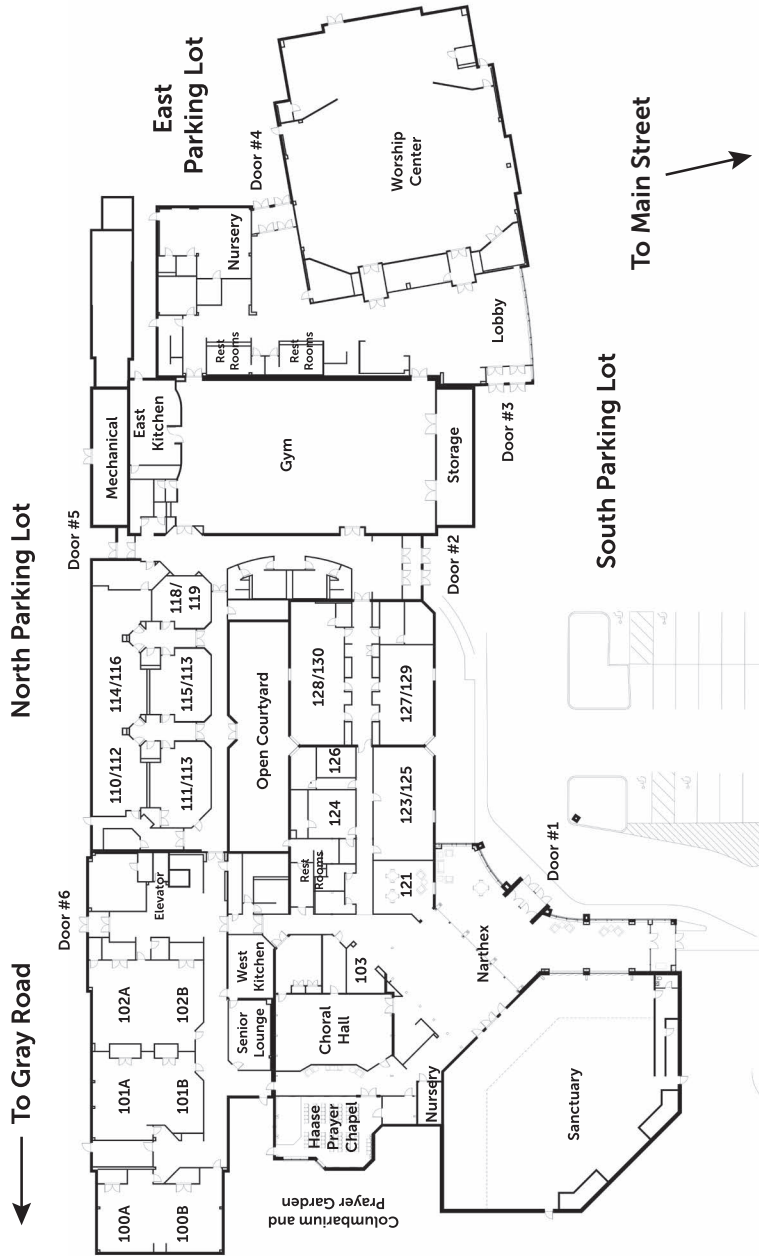 North Parking Lot
To Gray Road
East
Parking Lot
South Parking Lot
To Main Street
Door #6
Door #5
Door #4
Door #3
Door #2
Door #1
100A
100B
101A
101B
102A
102B
Elevator
110/112
111/113
114/116
115/113
118/
119
Mechanical
East
Kitchen
Gym
Storage
Rest
Rooms
Rest
Rooms
Nursery
Lobby
Worship
Center
Senior
Lounge
West
Kitchen
Open Courtyard
Rest
Rooms
124
126
128/130
121
123/125
127/129
103
Choral
Hall
Haase
Prayer
Chapel
Nursery
Narthex
Sanctuary
Columbarium and
Prayer Garden